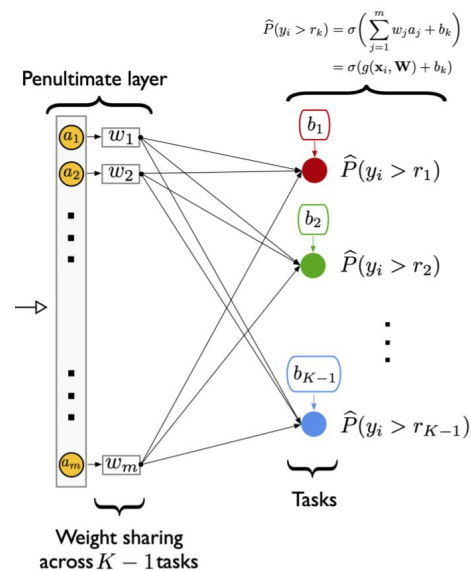 P̂(y_i > r_k) = σ(∑_{j=1}^{m} w_j a_j + b_k)
= σ(g(x_i, W) + b_k)
Penultimate layer
a_1 w_1
b_1
P̂(y_i > r_1)
a_2 w_2
b_2
P̂(y_i > r_2)
b_{K−1}
P̂(y_i > r_{K−1})
a_m w_m
Tasks
Weight sharing
across K − 1 tasks